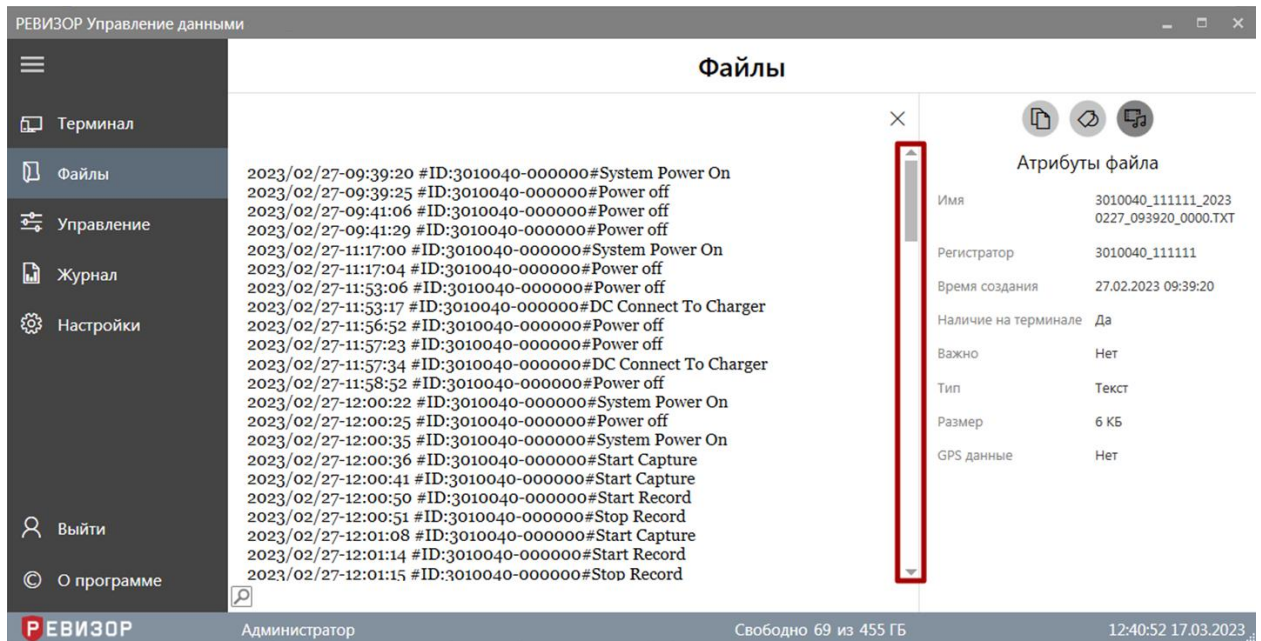 РЕВИЗОР Управление данными
Файлы
Терминал
Файлы
Управление
Журнал
Настройки
Выйти
О программе
2023/02/27-09:39:20 #ID:3010040-000000#System Power On
2023/02/27-09:39:25 #ID:3010040-000000#Power off
2023/02/27-09:41:06 #ID:3010040-000000#Power off
2023/02/27-09:41:29 #ID:3010040-000000#Power off
2023/02/27-11:17:00 #ID:3010040-000000#System Power On
2023/02/27-11:17:04 #ID:3010040-000000#Power off
2023/02/27-11:53:06 #ID:3010040-000000#Power off
2023/02/27-11:53:17 #ID:3010040-000000#DC Connect To Charger
2023/02/27-11:56:52 #ID:3010040-000000#Power off
2023/02/27-11:57:23 #ID:3010040-000000#Power off
2023/02/27-11:57:34 #ID:3010040-000000#DC Connect To Charger
2023/02/27-11:58:52 #ID:3010040-000000#Power off
2023/02/27-12:00:22 #ID:3010040-000000#System Power On
2023/02/27-12:00:25 #ID:3010040-000000#Power off
2023/02/27-12:00:35 #ID:3010040-000000#System Power On
2023/02/27-12:00:36 #ID:3010040-000000#Start Capture
2023/02/27-12:00:41 #ID:3010040-000000#Start Capture
2023/02/27-12:00:50 #ID:3010040-000000#Start Record
2023/02/27-12:00:51 #ID:3010040-000000#Stop Record
2023/02/27-12:01:08 #ID:3010040-000000#Start Capture
2023/02/27-12:01:14 #ID:3010040-000000#Start Record
2023/02/27-12:01:15 #ID:3010040-000000#Stop Record
Атрибуты файла
Имя 3010040_111111_2023
0227_093920_0000.TXT
Регистратор 3010040_111111
Время создания 27.02.2023 09:39:20
Наличие на терминале Да
Важно Нет
Тип Текст
Размер 6 КБ
GPS данные Нет
РЕВИЗОР Администратор Свободно 69 из 455 ГБ 12:40:52 17.03.2023